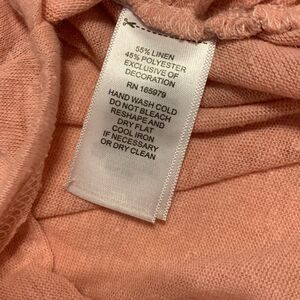 55% LINEN
45% POLYESTER
EXCLUSIVE OF
DECORATION
RN 165979
HAND WASH COLD
DO NOT BLEACH
RESHAPE AND
DRY FLAT
COOL IRON
IF NECESSARY
OR DRY CLEAN